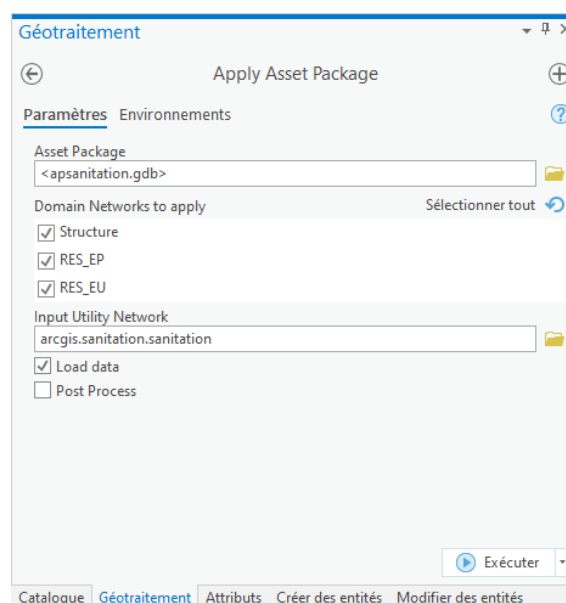 Géotraitement
Apply Asset Package
Paramètres Environnements
Asset Package
<apsanitation.gdb>
Domain Networks to apply Sélectionner tout
Structure
RES_EP
RES_EU
Input Utility Network
arcgis.sanitation.sanitation
Load data
Post Process
Exécuter
Catalogue Géotraitement Attributs Créer des entités Modifier des entités